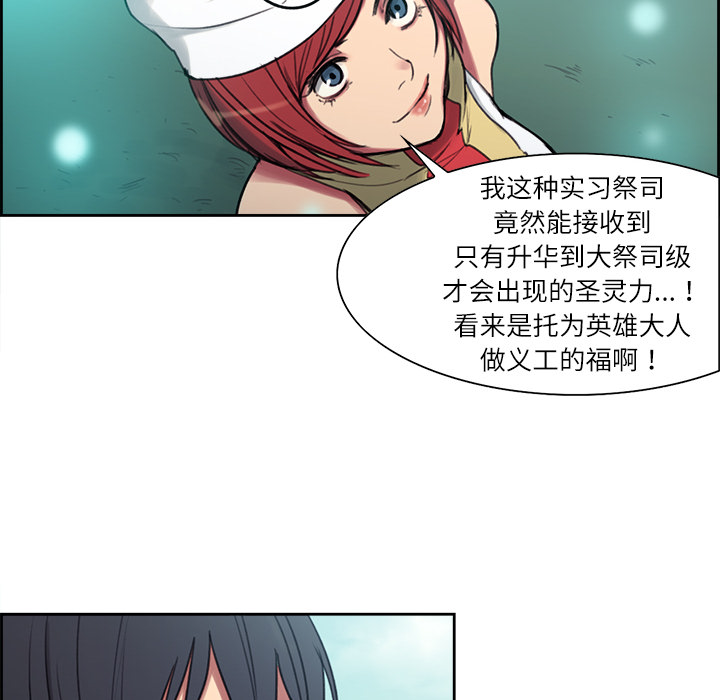 我这种实习祭司
竟然能接收到
只有升华到大祭司级
才会出现的圣灵力...！
看来是托为英雄大人
做义工的福啊！